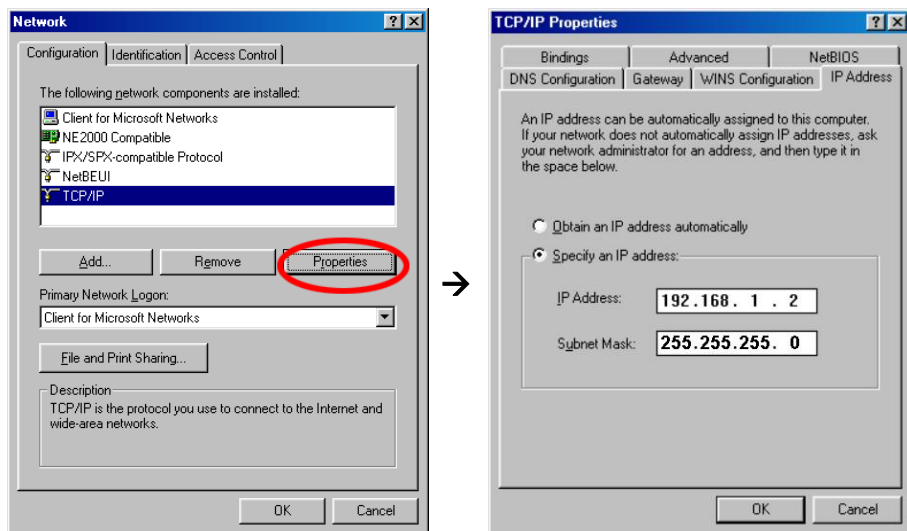 Network
Configuration Identification Access Control
The following network components are installed:
Client for Microsoft Networks
NE2000 Compatible
IPX/SPX-compatible Protocol
NetBEUI
TCP/IP
Add... Remove Properties
Primary Network Logon:
Client for Microsoft Networks
File and Print Sharing...
Description
TCP/IP is the protocol you use to connect to the Internet and
wide-area networks.
OK Cancel
→
TCP/IP Properties
Bindings Advanced NetBIOS
DNS Configuration Gateway WINS Configuration IP Address
An IP address can be automatically assigned to this computer.
If your network does not automatically assign IP addresses, ask
your network administrator for an address, and then type it in
the space below.
Obtain an IP address automatically
Specify an IP address:
IP Address: 192.168. 1 . 2
Subnet Mask: 255.255.255. 0
OK Cancel